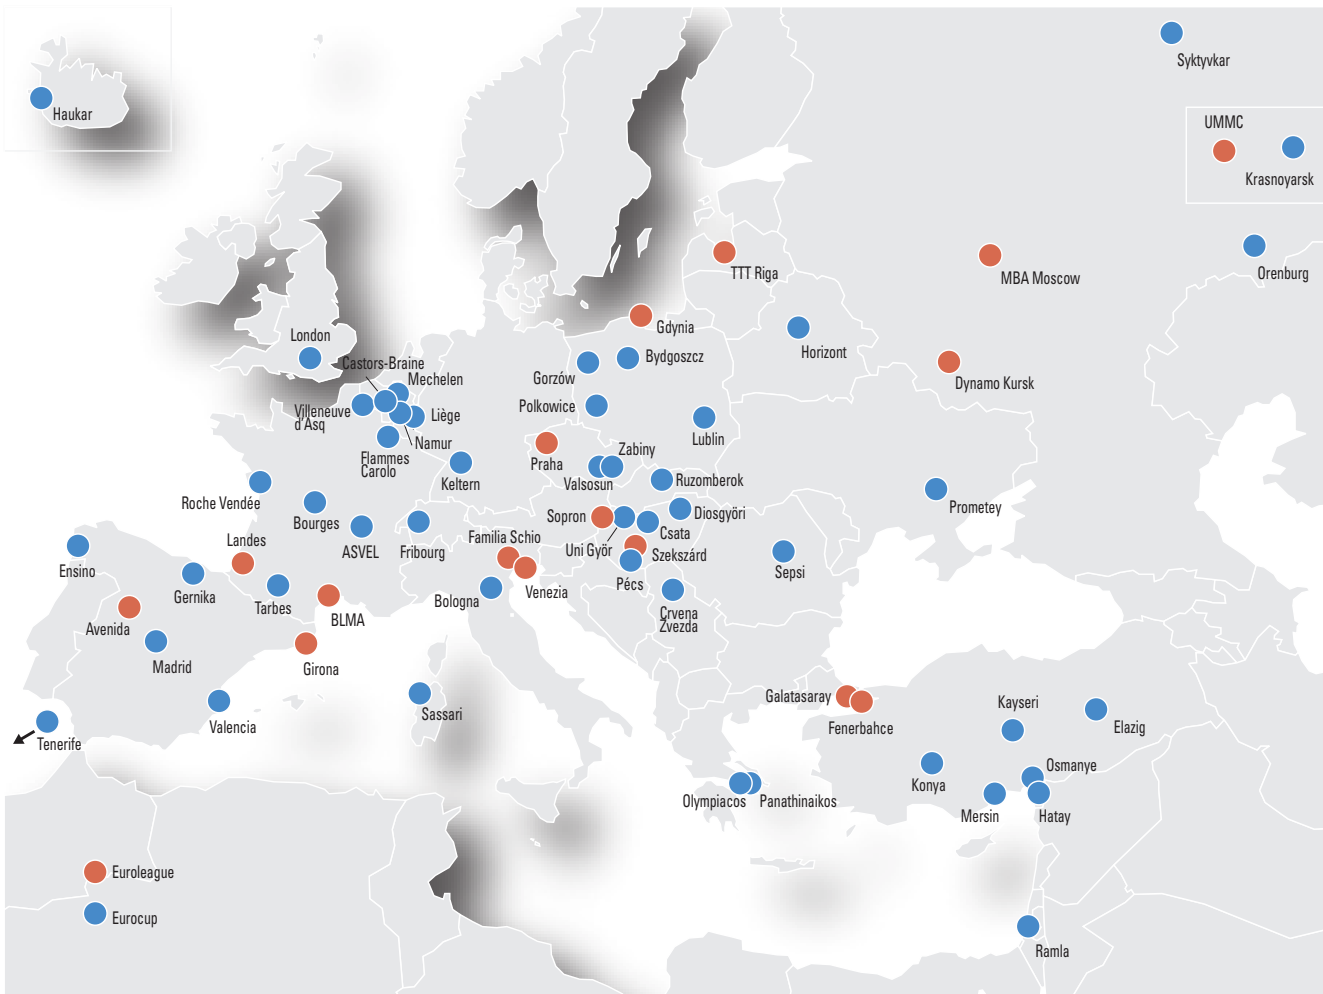 Syktyvkar
UMMC
Haukar
Krasnoyarsk
Orenburg
TTT Riga
MBA Moscow
Gdynia
London
Horizont
Castors-Braine
Bydgoszcz
Mechelen
Gorzów
Dynamo Kursk
Villeneuve
d'Asq
Polkowice
Liège
Lublin
Namur
Flammes
Carolo
Zabiny
Praha
Keltern
Valsosun
Ruzomberok
Roche Vendée
Prometey
Bourges
Sopron
Diosgyöri
Csata
Landes
ASVEL
Fribourg
Familia Schio
Uni Györ
Szekszárd
Ensino
Sepsi
Gernika
Tarbes
Pécs
Venezia
Bologna
Crvena
Zvezda
Avenida
BLMA
Madrid
Girona
Galatasaray
Kayseri
Sassari
Valencia
Fenerbahce
Elazig
Tenerife
Osmanye
Konya
Olympiacos
Panathinaikos
Mersin
Hatay
Euroleague
Eurocup
Ramla